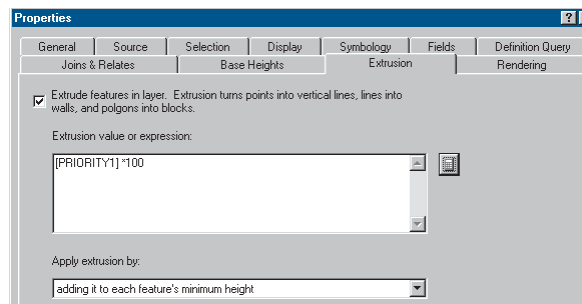 Properties
?
General Source Selection Display Symbology Fields Definition Query
Joins & Relates Base Heights Extrusion Rendering
Extrude features in layer. Extrusion turns points into vertical lines, lines into
walls, and polgons into blocks.
Extrusion value or expression:
[PRIORITY1] *100
Apply extrusion by:
adding it to each feature's minimum height